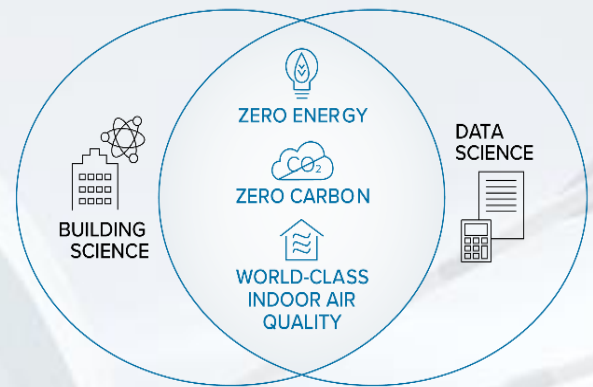 ZERO ENERGY
CO₂
ZERO CARBON
WORLD-CLASS
INDOOR AIR
QUALITY
BUILDING
SCIENCE
DATA
SCIENCE